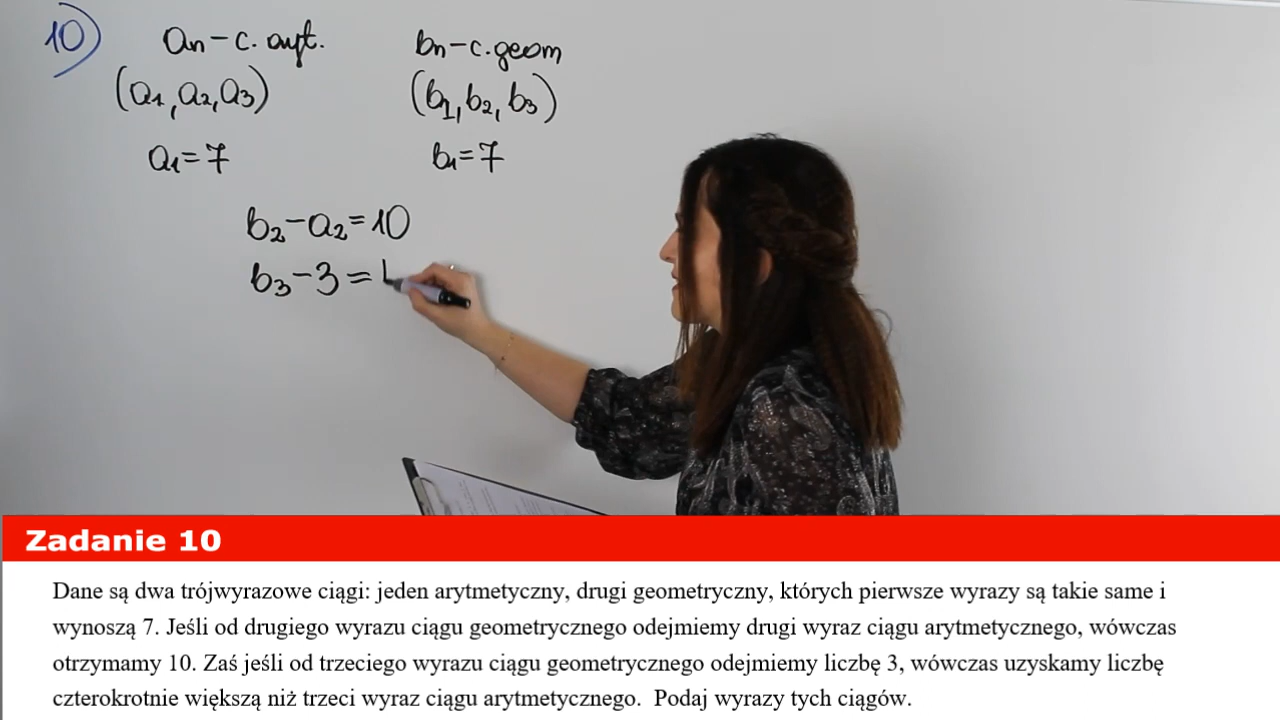 10)
an - c. aryt.
bn - c. geom
(a1, a2, a3)
(b1, b2, b3)
a1 = 7
b1 = 7
b2 - a2 = 10
b3 - 3 =
Zadanie 10
Dane są dwa trójwyrazowe ciągi: jeden arytmetyczny, drugi geometryczny, których pierwsze wyrazy są takie same i
wynoszą 7. Jeśli od drugiego wyrazu ciągu geometrycznego odejmiemy drugi wyraz ciągu arytmetycznego, wówczas
otrzymamy 10. Zaś jeśli od trzeciego wyrazu ciągu geometrycznego odejmiemy liczbę 3, wówczas uzyskamy liczbę
czterokrotnie większą niż trzeci wyraz ciągu arytmetycznego. Podaj wyrazy tych ciągów.